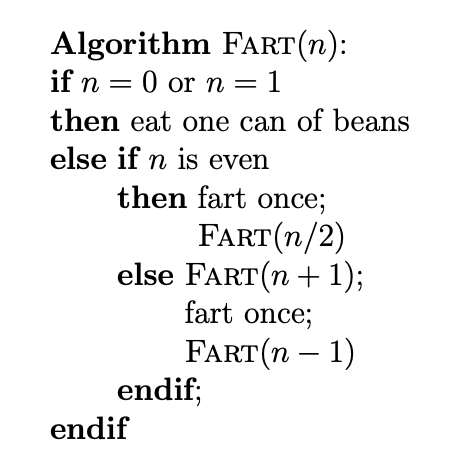 Algorithm FART(n):
if n = 0 or n = 1
then eat one can of beans
else if n is even
then fart once;
FART(n/2)
else FART(n + 1);
fart once;
FART(n − 1)
endif;
endif